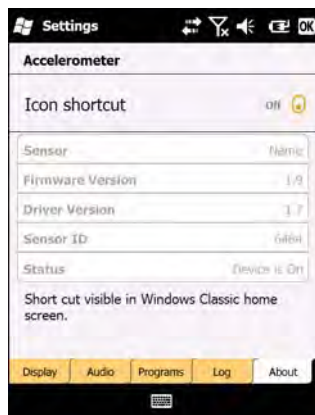 Settings
OK
Accelerometer
Icon shortcut
Off
Sensor Name
Firmware Version 1.9
Driver Version 1.7
Sensor ID
Status Device is On
Short cut visible in Windows Classic home
screen.
Display Audio Programs Log About